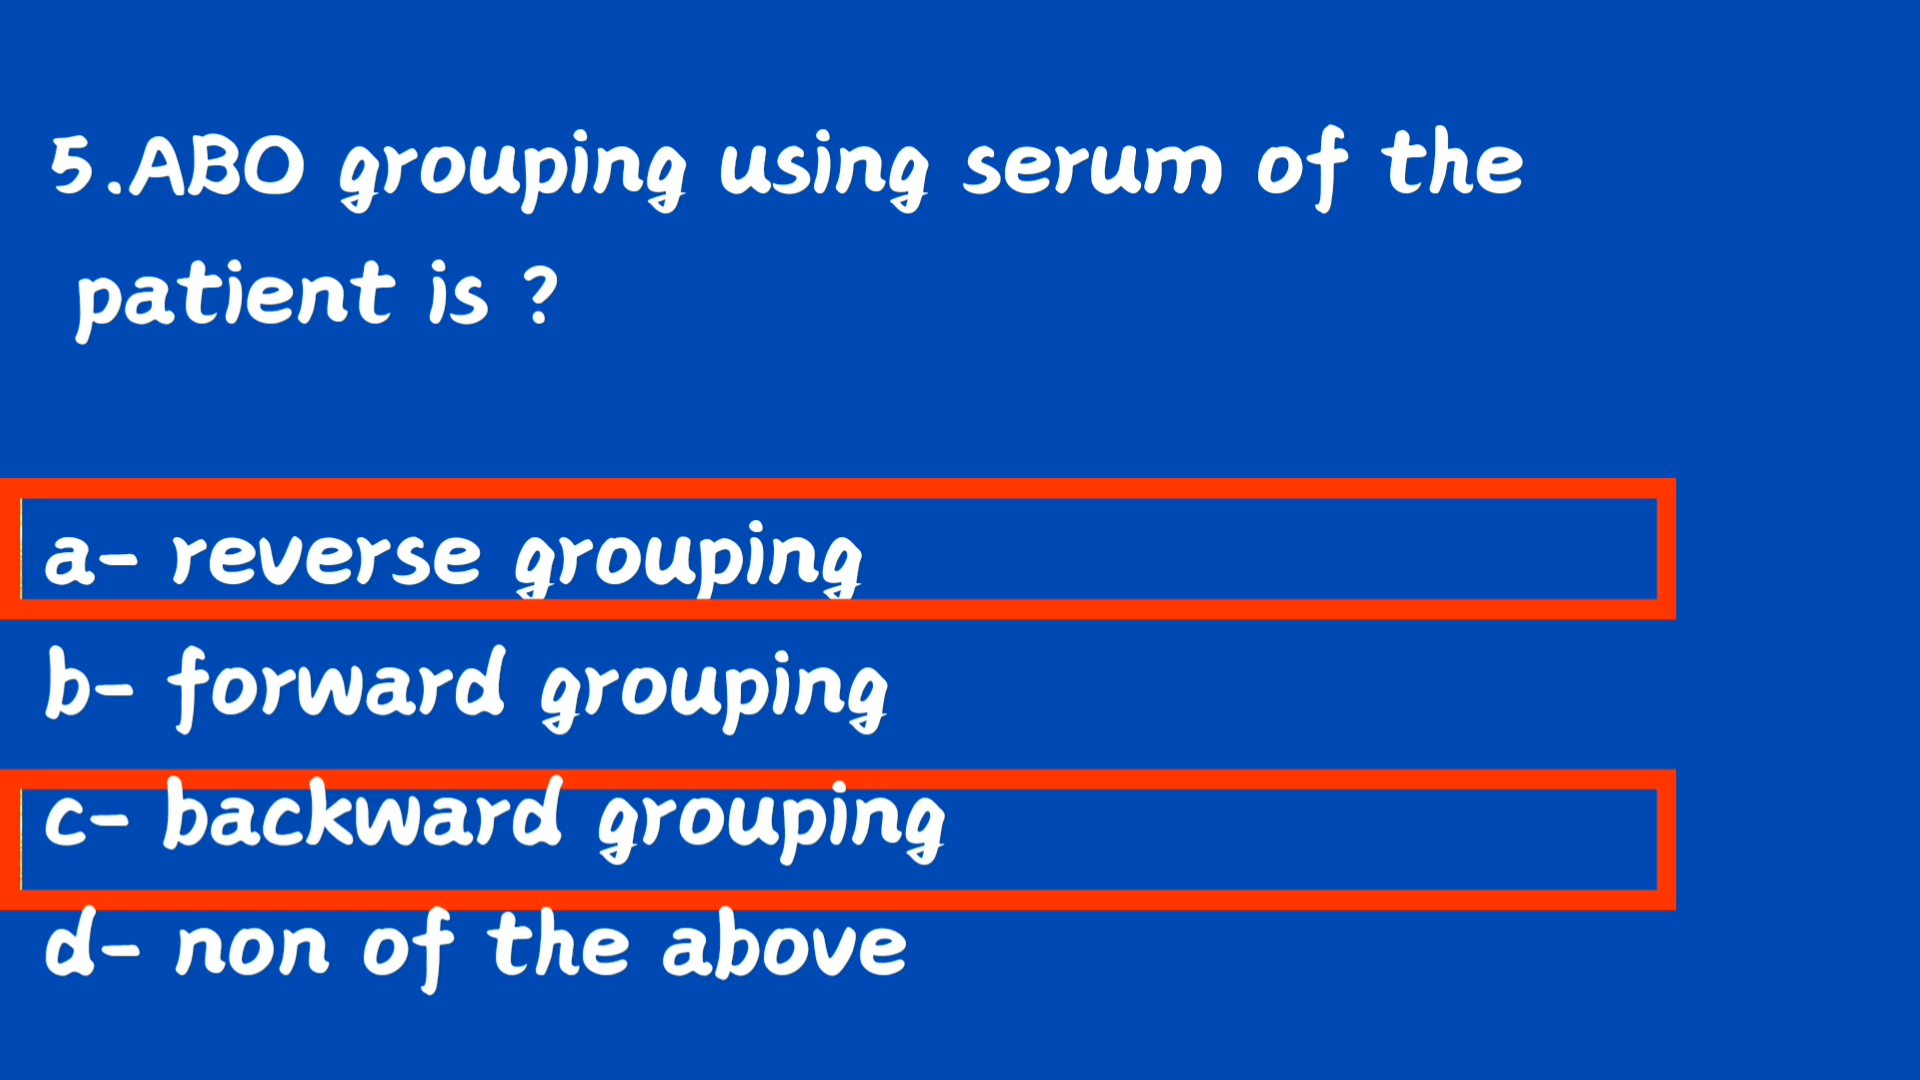 5.ABO grouping using serum of the
patient is ?
a- reverse grouping
b- forward grouping
c- backward grouping
d- non of the above